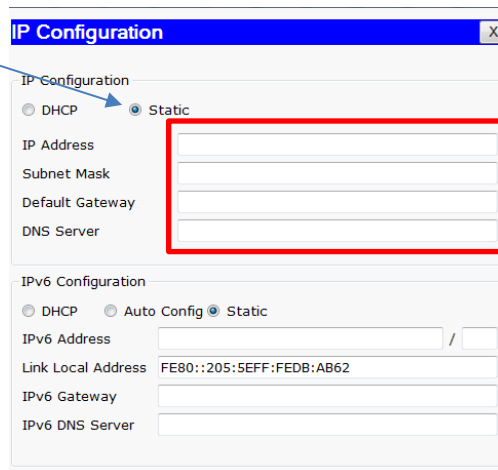 IP Configuration X
IP Configuration
DHCP Static
IP Address
Subnet Mask
Default Gateway
DNS Server
IPv6 Configuration
DHCP Auto Config Static
IPv6 Address /
Link Local Address FE80::205:5EFF:FEDB:AB62
IPv6 Gateway
IPv6 DNS Server